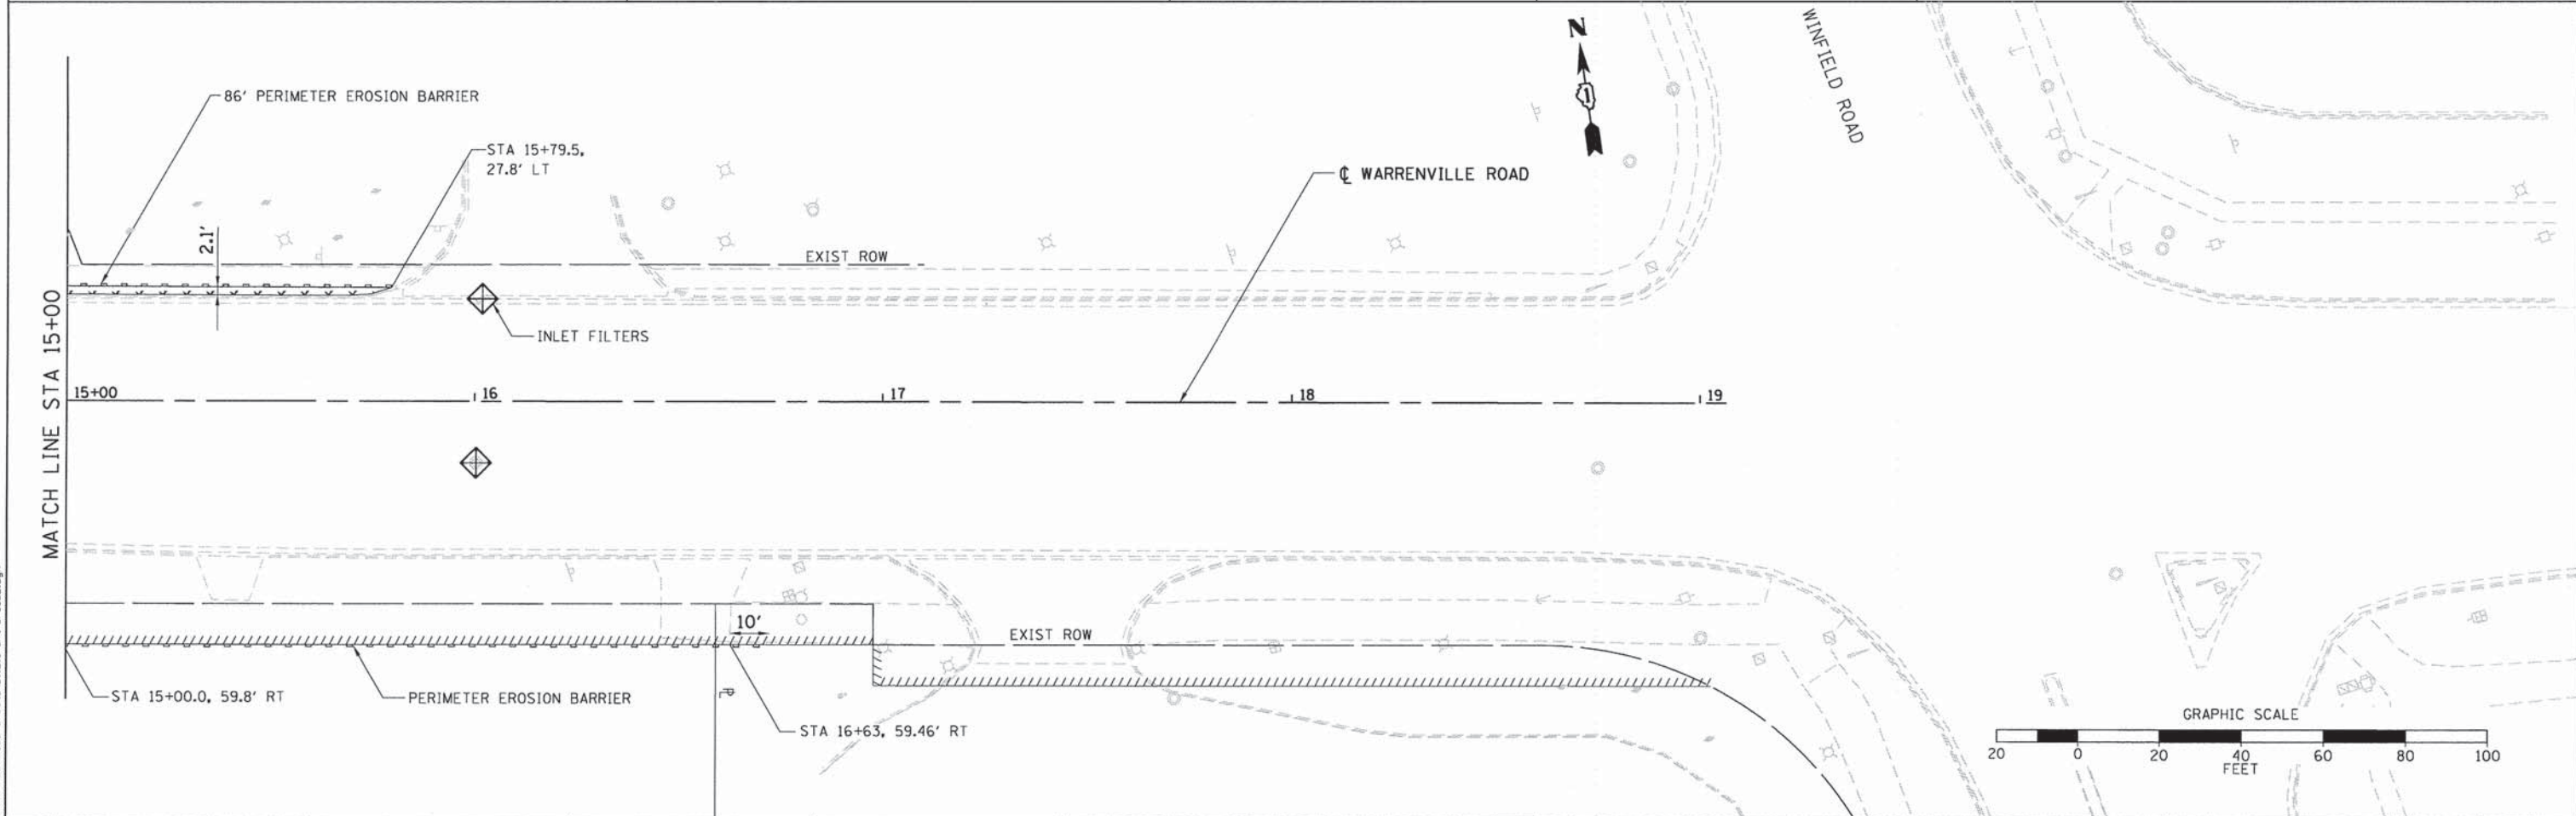 N
1
WINFIELD ROAD
86' PERIMETER EROSION BARRIER
STA 15+79.5,
27.8' LT
℄ WARRENVILLE ROAD
2.1'
EXIST ROW
INLET FILTERS
MATCH LINE STA 15+00
15+00
16
17
18
19
10'
EXIST ROW
STA 15+00.0, 59.8' RT
PERIMETER EROSION BARRIER
PL
STA 16+63, 59.46' RT
GRAPHIC SCALE
20 0 20 40 60 80 100
FEET